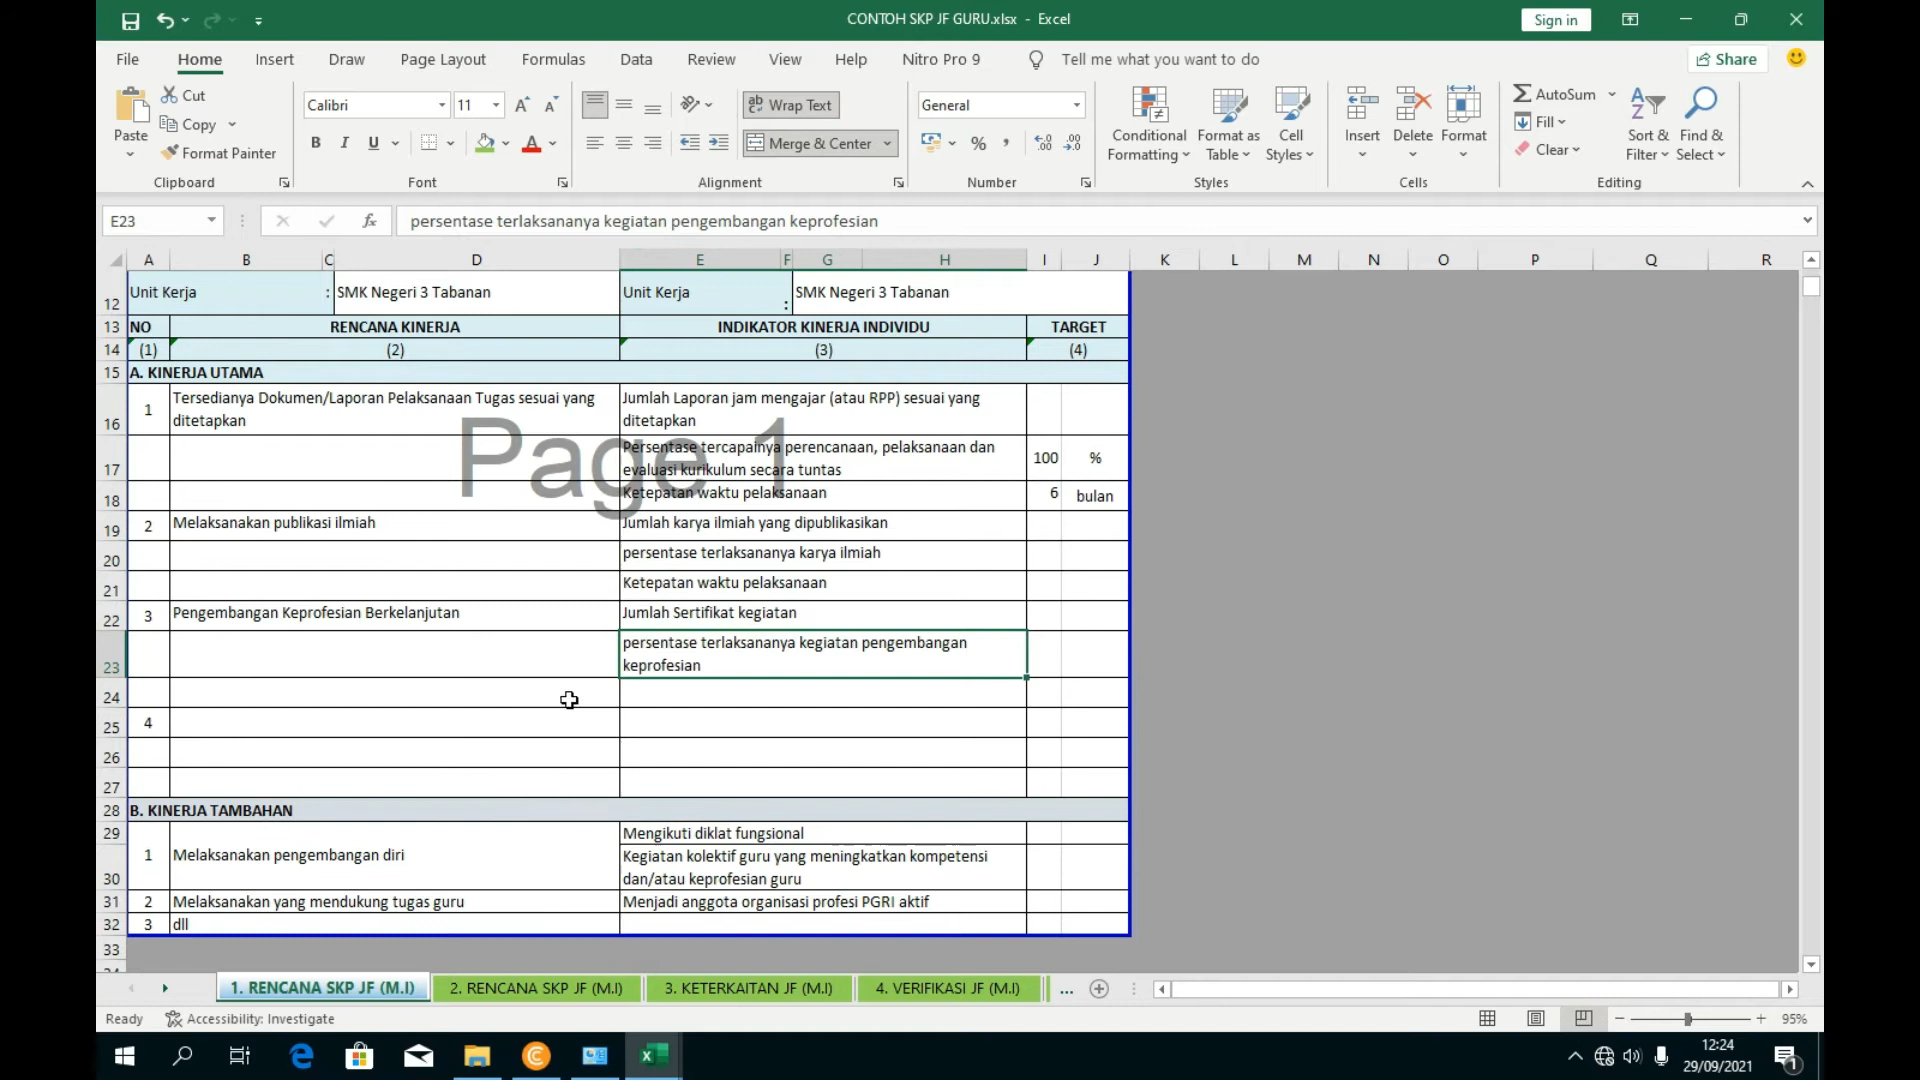 CONTOH SKP JF GURU.xlsx - Excel
Sign in
File Home Insert Draw Page Layout Formulas Data Review View Help Nitro Pro 9 Tell me what you want to do Share
Paste
Cut
Copy
Format Painter
Clipboard
Calibri 11
B I U
Font
Wrap Text
Merge & Center
Alignment
General
Number
Conditional Formatting
Format as Table
Cell Styles
Styles
Insert Delete Format
Cells
AutoSum
Fill
Clear
Sort & Filter
Find & Select
Editing
E23 fx persentase terlaksananya kegiatan pengembangan keprofesian
A B C D E F G H I J K L M N O P Q R
12 Unit Kerja : SMK Negeri 3 Tabanan Unit Kerja : SMK Negeri 3 Tabanan
13 NO RENCANA KINERJA INDIKATOR KINERJA INDIVIDU TARGET
14 (1) (2) (3) (4)
15 A. KINERJA UTAMA
16 1 Tersedianya Dokumen/Laporan Pelaksanaan Tugas sesuai yang ditetapkan Jumlah Laporan jam mengajar (atau RPP) sesuai yang ditetapkan
Page 1
17 Persentase tercapainya perencanaan, pelaksanaan dan evaluasi kurikulum secara tuntas 100 %
18 Ketepatan waktu pelaksanaan 6 bulan
19 2 Melaksanakan publikasi ilmiah Jumlah karya ilmiah yang dipublikasikan
20 persentase terlaksananya karya ilmiah
21 Ketepatan waktu pelaksanaan
22 3 Pengembangan Keprofesian Berkelanjutan Jumlah Sertifikat kegiatan
23 persentase terlaksananya kegiatan pengembangan keprofesian
24
25 4
26
27
28 B. KINERJA TAMBAHAN
29 Mengikuti diklat fungsional
1 Melaksanakan pengembangan diri
30 Kegiatan kolektif guru yang meningkatkan kompetensi dan/atau keprofesian guru
31 2 Melaksanakan yang mendukung tugas guru Menjadi anggota organisasi profesi PGRI aktif
32 3 dll
33
1. RENCANA SKP JF (M.I) 2. RENCANA SKP JF (M.I) 3. KETERKAITAN JF (M.I) 4. VERIFIKASI JF (M.I) ...
Ready Accessibility: Investigate 95%
12:24
29/09/2021
1